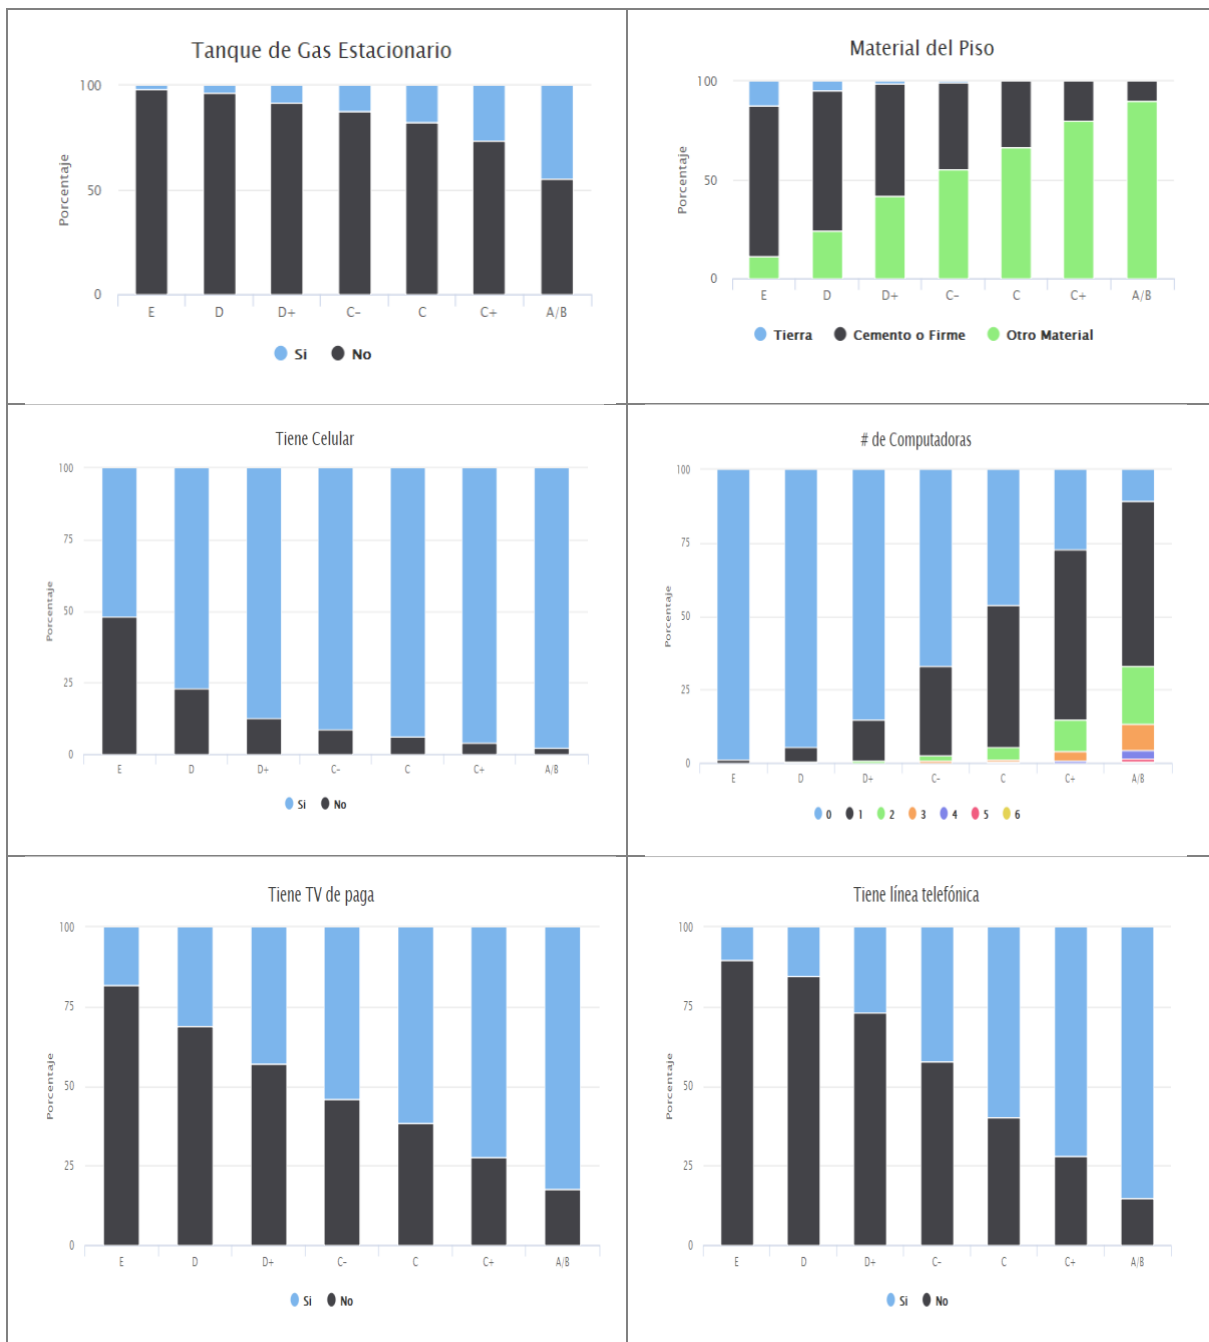 Tanque de Gas Estacionario
100
50
0
Porcentaje
E D D+ C- C C+ A/B
Si No
Material del Piso
100
50
0
Porcentaje
E D D+ C- C C+ A/B
Tierra Cemento o Firme Otro Material
Tiene Celular
100
75
50
25
0
Porcentaje
E D D+ C- C C+ A/B
Si No
# de Computadoras
100
75
50
25
0
Porcentaje
E D D+ C- C C+ A/B
0 1 2 3 4 5 6
Tiene TV de paga
100
75
50
25
0
Porcentaje
E D D+ C- C C+ A/B
Si No
Tiene línea telefónica
100
75
50
25
0
Porcentaje
E D D+ C- C C+ A/B
Si No